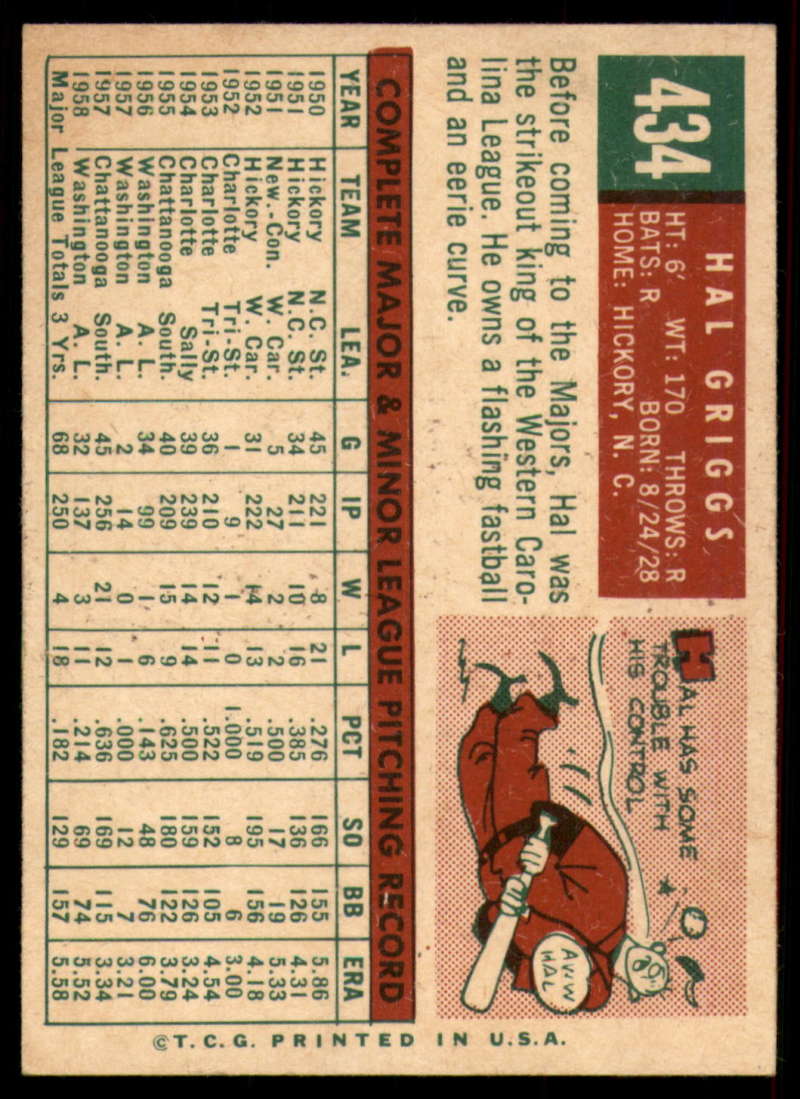 434
HAL GRIGGS
HT: 6' WT: 170 THROWS: R
BATS: R BORN: 8/24/28
HOME: HICKORY, N. C.
Before coming to the Majors, Hal was
the strikeout king of the Western Caro-
lina League. He owns a flashing fastball
and an eerie curve.
HAL HAS SOME
TROUBLE WITH
HIS CONTROL
AW.W
HAL
COMPLETE MAJOR & MINOR LEAGUE PITCHING RECORD
YEAR TEAM LEA. G IP W L PCT SO BB ERA
1950 Hickory N.C. St. 45 221 8 21 .276 166 155 5.86
1951 Hickory N.C. St. 34 211 10 16 .385 136 126 4.31
1951 New.-Con. W. Car. 5 27 2 2 .500 17 19 5.33
1952 Hickory W. Car. 31 222 14 13 .519 195 156 4.18
1952 Charlotte Tri-St. 1 9 1 0 1.000 8 6 3.00
1953 Charlotte Tri-St. 36 210 12 11 .522 152 105 4.54
1954 Charlotte Sally 39 239 14 14 .500 159 126 3.24
1955 Chattanooga South. 40 209 15 9 .625 180 122 3.79
1956 Washington A. L. 34 99 1 6 .143 48 76 6.00
1957 Washington A. L. 2 14 0 1 .000 12 7 3.21
1957 Chattanooga South. 45 256 21 12 .636 169 115 3.34
1958 Washington A. L. 32 137 3 11 .214 69 74 5.52
Major League Totals 3 Yrs. 68 250 4 18 .182 129 157 5.58
©T.C.G. PRINTED IN U.S.A.